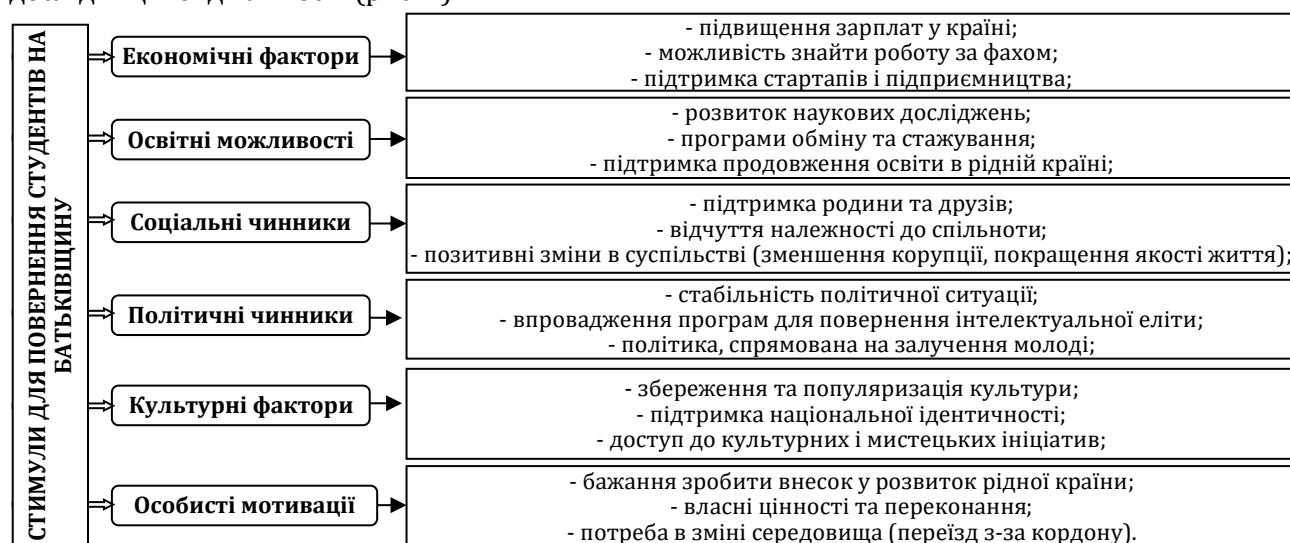 СТИМУЛИ ДЛЯ ПОВЕРНЕННЯ СТУДЕНТІВ НА
БАТЬКІВЩИНУ
Економічні фактори
- підвищення зарплат у країні;
- можливість знайти роботу за фахом;
- підтримка стартапів і підприємництва;
Освітні можливості
- розвиток наукових досліджень;
- програми обміну та стажування;
- підтримка продовження освіти в рідній країні;
Соціальні чинники
- підтримка родини та друзів;
- відчуття належності до спільноти;
- позитивні зміни в суспільстві (зменшення корупції, покращення якості життя);
Політичні чинники
- стабільність політичної ситуації;
- впровадження програм для повернення інтелектуальної еліти;
- політика, спрямована на залучення молоді;
Культурні фактори
- збереження та популяризація культури;
- підтримка національної ідентичності;
- доступ до культурних і мистецьких ініціатив;
Особисті мотивації
- бажання зробити внесок у розвиток рідної країни;
- власні цінності та переконання;
- потреба в зміні середовища (переїзд з-за кордону).